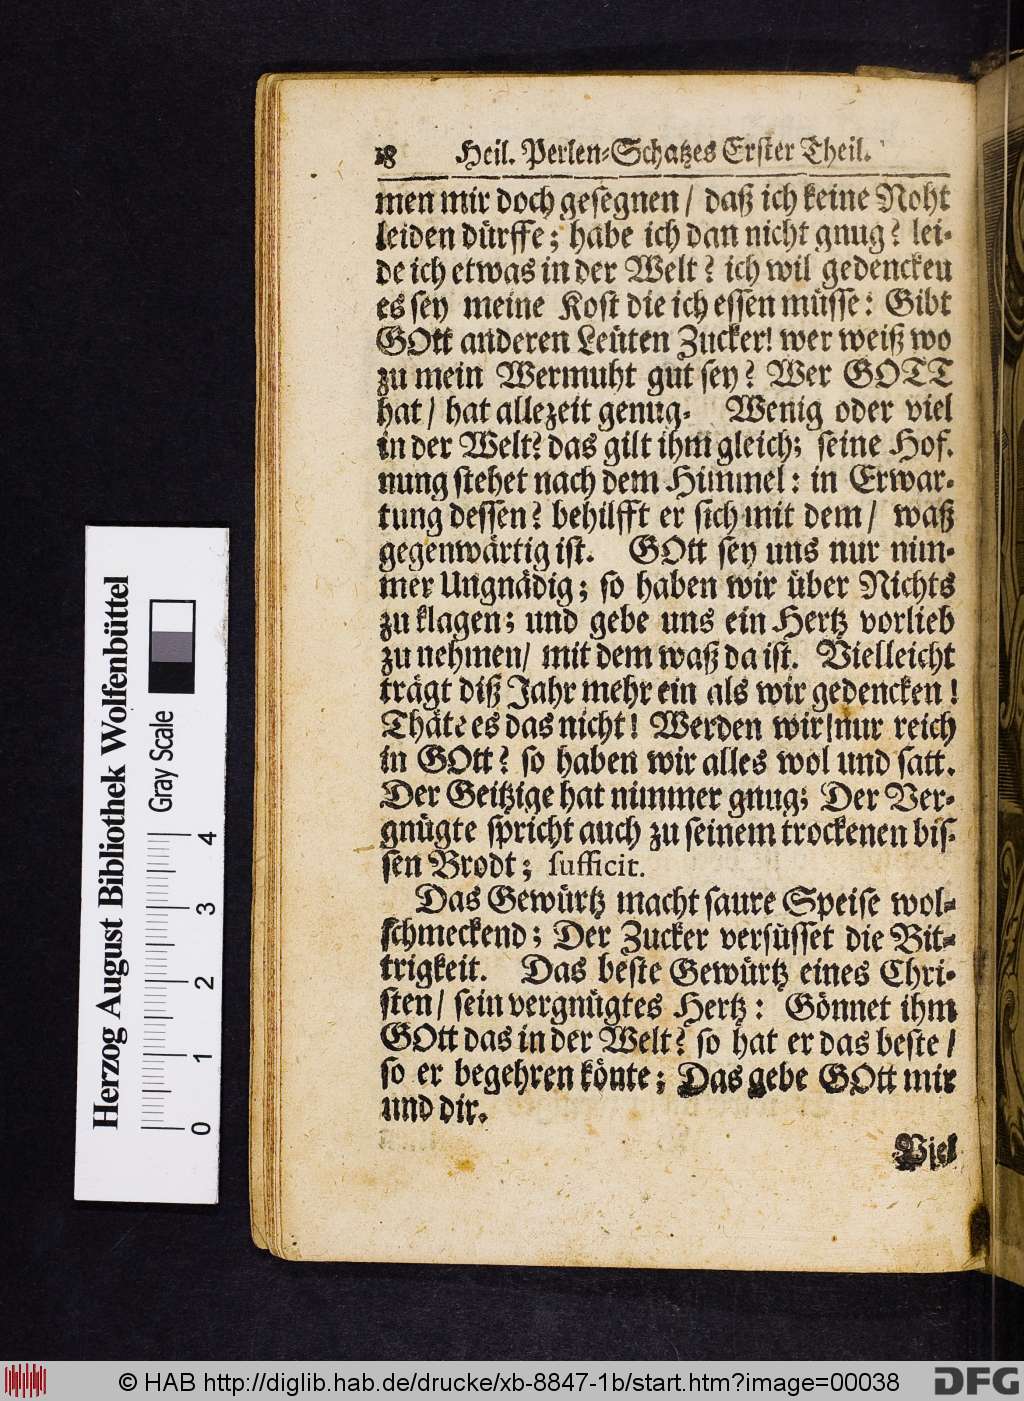 18 Heil. Perlen-Schatzes Erster Theil.
men mir doch gesegnen / daß ich keine Noht
leiden dürffe; habe ich dan nicht gnug? lei-
de ich etwas in der Welt? ich wil gedencken
es sey meine Kost die ich essen müsse: Gibt
GOtt anderen Leüten Zucker! wer weiß wo
zu mein Wermuht gut sey? Wer GOTT
hat / hat allezeit genug. Wenig oder viel
in der Welt? das gilt ihm gleich; seine Hof.
nung stehet nach dem Himmel: in Erwar-
tung dessen? behilfft er sich mit dem / waß
gegenwärtig ist. GOtt sey uns nur nim-
mer Ungnädig; so haben wir über Nichts
zu klagen; und gebe uns ein Hertz vorlieb
zu nehmen / mit dem waß da ist. Vielleicht
trägt diß Jahr mehr ein als wir gedencken!
Thäte es das nicht! Werden wir! nur reich
in GOtt? so haben wir alles wol und satt.
Der Geitzige hat nimmer gnug; Der Ver-
gnügte spricht auch zu seinem trockenen bis-
sen Brodt; sufficit.
Das Gewürtz macht saure Speise wol-
schmeckend; Der Zucker versüsset die Bit-
trigkeit. Das beste Gewürtz eines Chri-
sten / sein vergnügtes Hertz: Gönnet ihm
GOtt das in der Welt? so hat er das beste /
so er begehren könte; Das gebe GOtt mir
und dir.
Viel
Herzog August Bibliothek Wolfenbüttel
Gray Scale
0 1 2 3 4
© HAB http://diglib.hab.de/drucke/xb-8847-1b/start.htm?image=00038
DFG